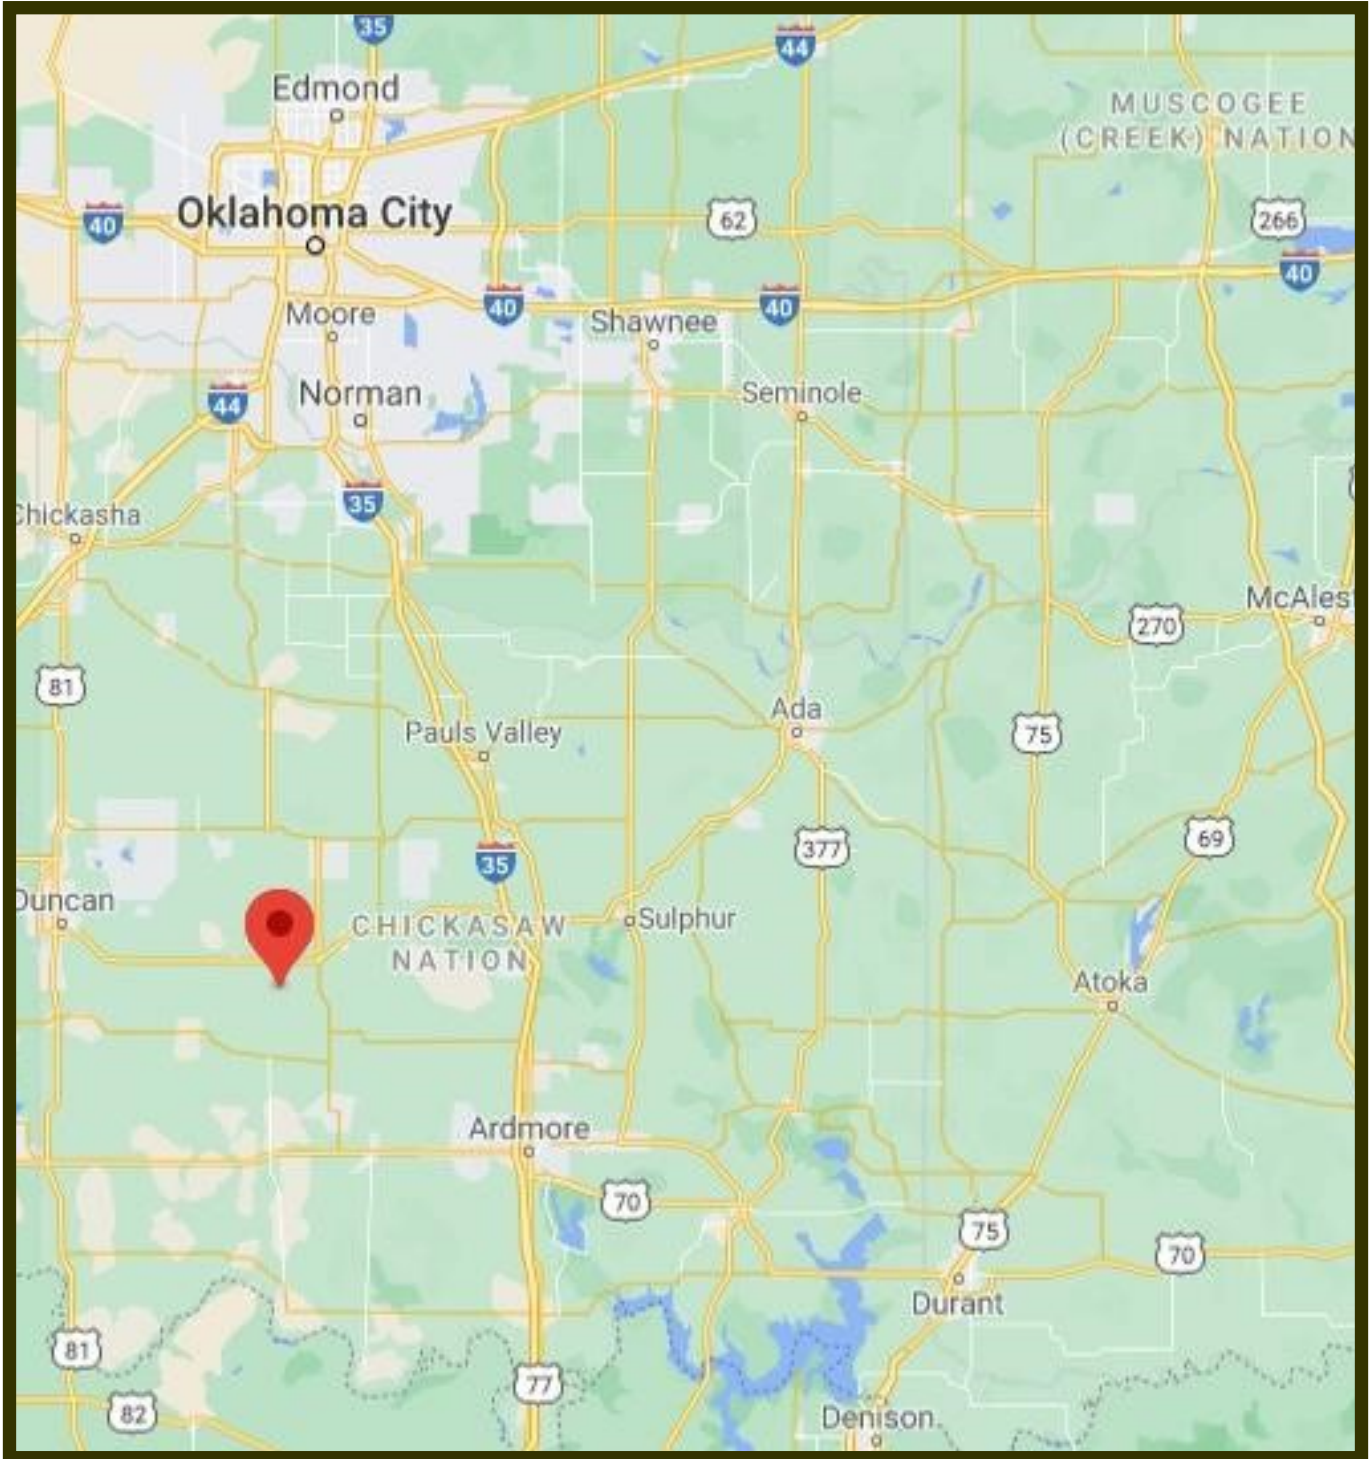 35
44
Edmond
MUSCOGEE
(CREEK) NATION
Oklahoma City
40
62
266
40
40
40
Moore
Shawnee
Norman
Seminole
44
35
Chickasha
McAles
270
81
Ada
Pauls Valley
75
69
377
35
Duncan
CHICKASAW
NATION
Sulphur
Atoka
Ardmore
70
75
70
Durant
81
77
82
Denison